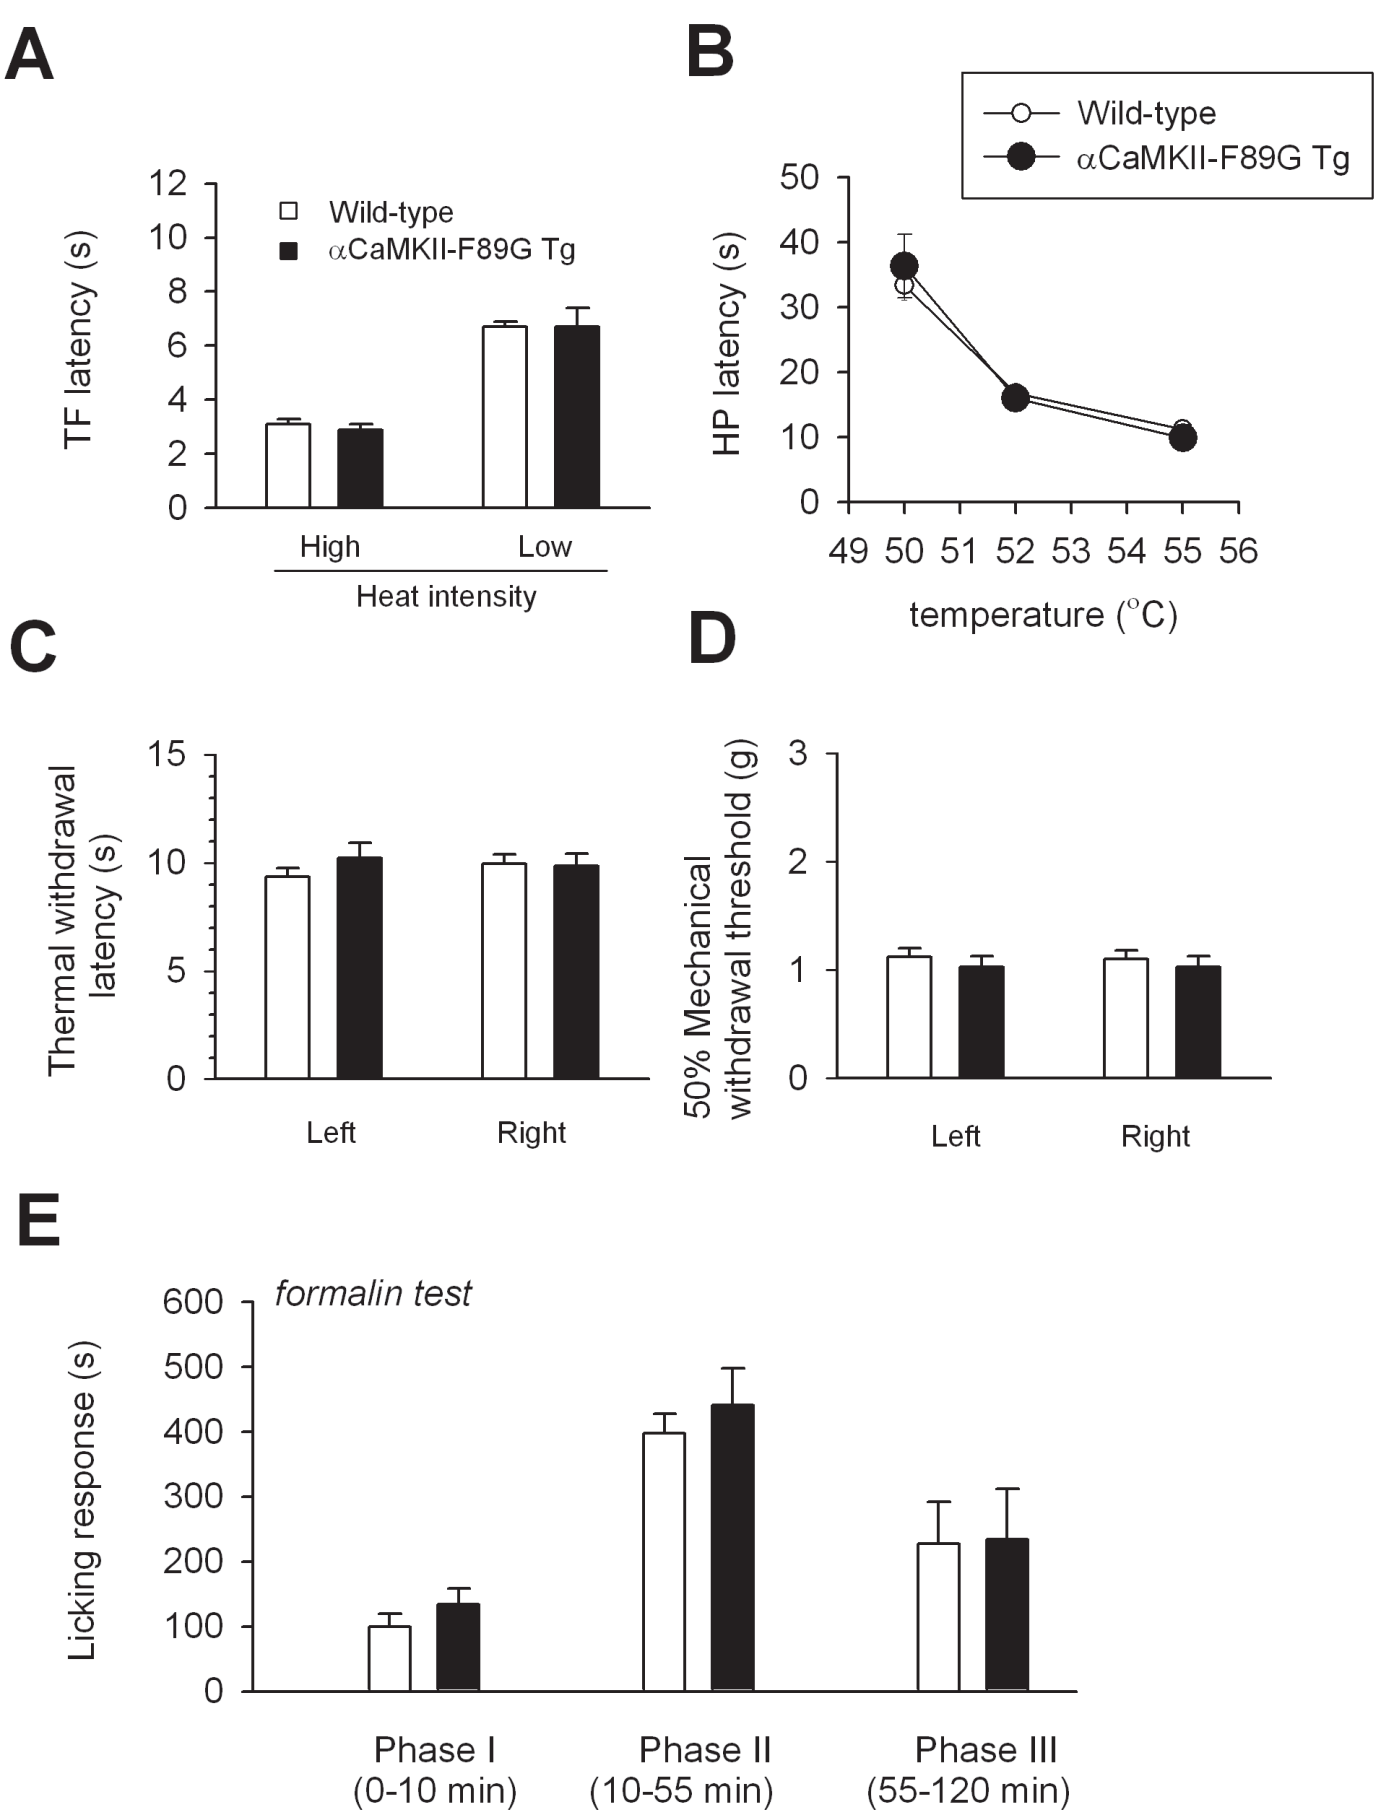 A
TF latency (s)
12
10
8
6
4
2
0
Wild-type
αCaMKII-F89G Tg
High
Low
Heat intensity
B
Wild-type
αCaMKII-F89G Tg
HP latency (s)
50
40
30
20
10
0
49 50 51 52 53 54 55 56
temperature (°C)
C
Thermal withdrawal
latency (s)
15
10
5
0
Left
Right
D
50% Mechanical
withdrawal threshold (g)
3
2
1
0
Left
Right
E
formalin test
Licking response (s)
600
500
400
300
200
100
0
Phase I
(0-10 min)
Phase II
(10-55 min)
Phase III
(55-120 min)